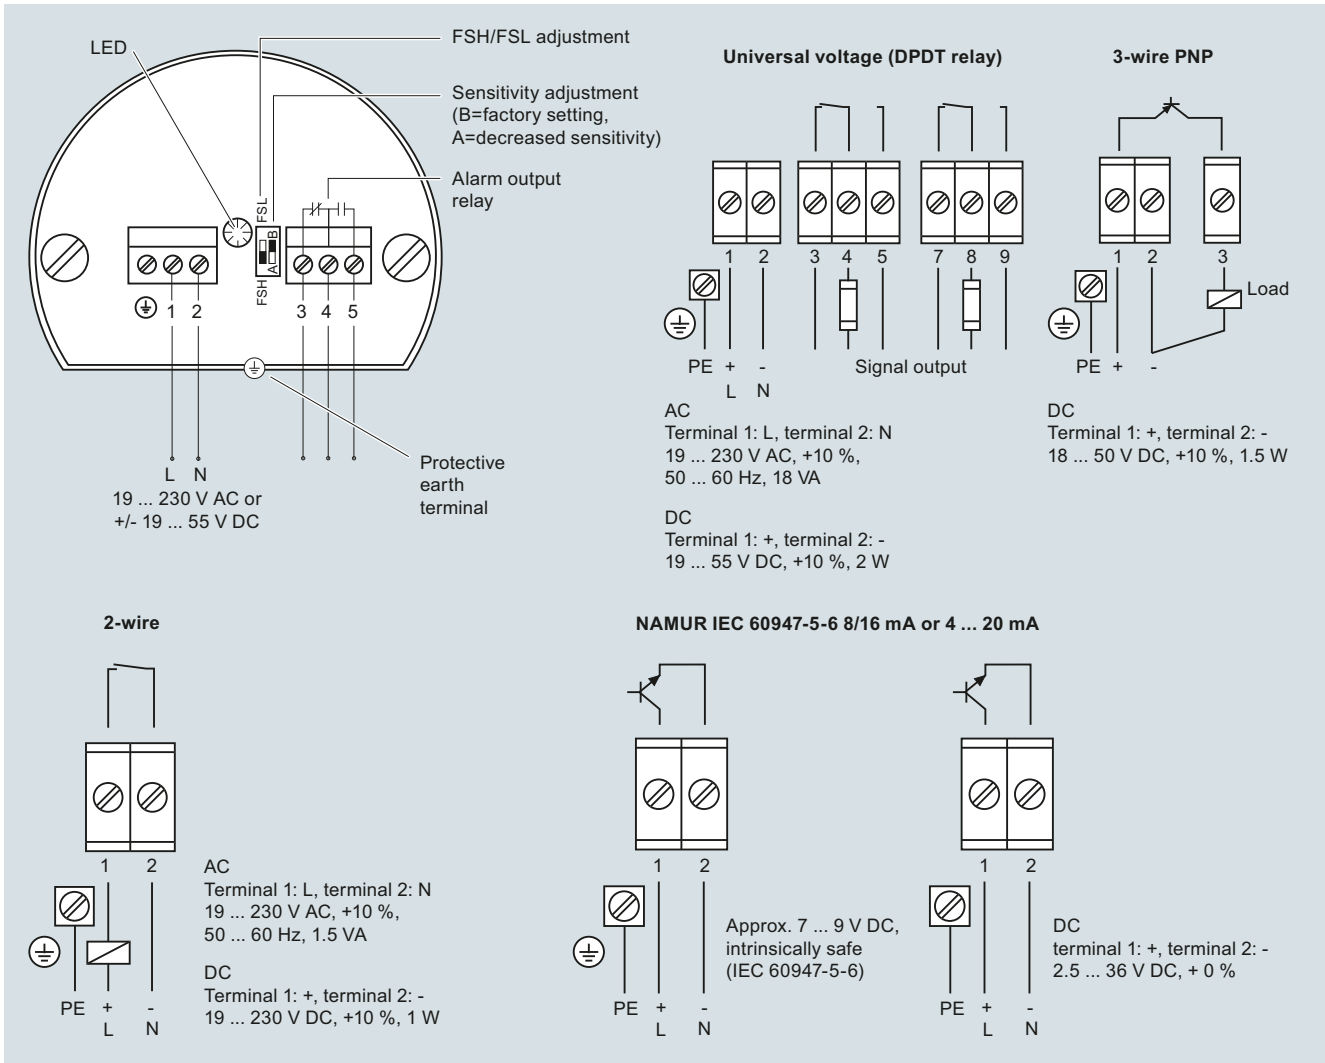 LED
FSH/FSL adjustment
Sensitivity adjustment
(B=factory setting,
A=decreased sensitivity)
Alarm output
relay
FSL
B
A
FSH
1 2
3 4 5
L N
19 ... 230 V AC or
+/- 19 ... 55 V DC
Protective
earth
terminal
Universal voltage (DPDT relay)
1 2 3 4 5 7 8 9
PE + -
L N
Signal output
AC
Terminal 1: L, terminal 2: N
19 ... 230 V AC, +10 %,
50 ... 60 Hz, 18 VA
DC
Terminal 1: +, terminal 2: -
19 ... 55 V DC, +10 %, 2 W
3-wire PNP
1 2 3
Load
PE + -
DC
Terminal 1: +, terminal 2: -
18 ... 50 V DC, +10 %, 1.5 W
2-wire
1 2
PE + -
L N
AC
Terminal 1: L, terminal 2: N
19 ... 230 V AC, +10 %,
50 ... 60 Hz, 1.5 VA
DC
Terminal 1: +, terminal 2: -
19 ... 230 V DC, +10 %, 1 W
NAMUR IEC 60947-5-6 8/16 mA or 4 ... 20 mA
1 2
PE + -
L N
Approx. 7 ... 9 V DC,
intrinsically safe
(IEC 60947-5-6)
1 2
PE + -
L N
DC
terminal 1: +, terminal 2: -
2.5 ... 36 V DC, + 0 %